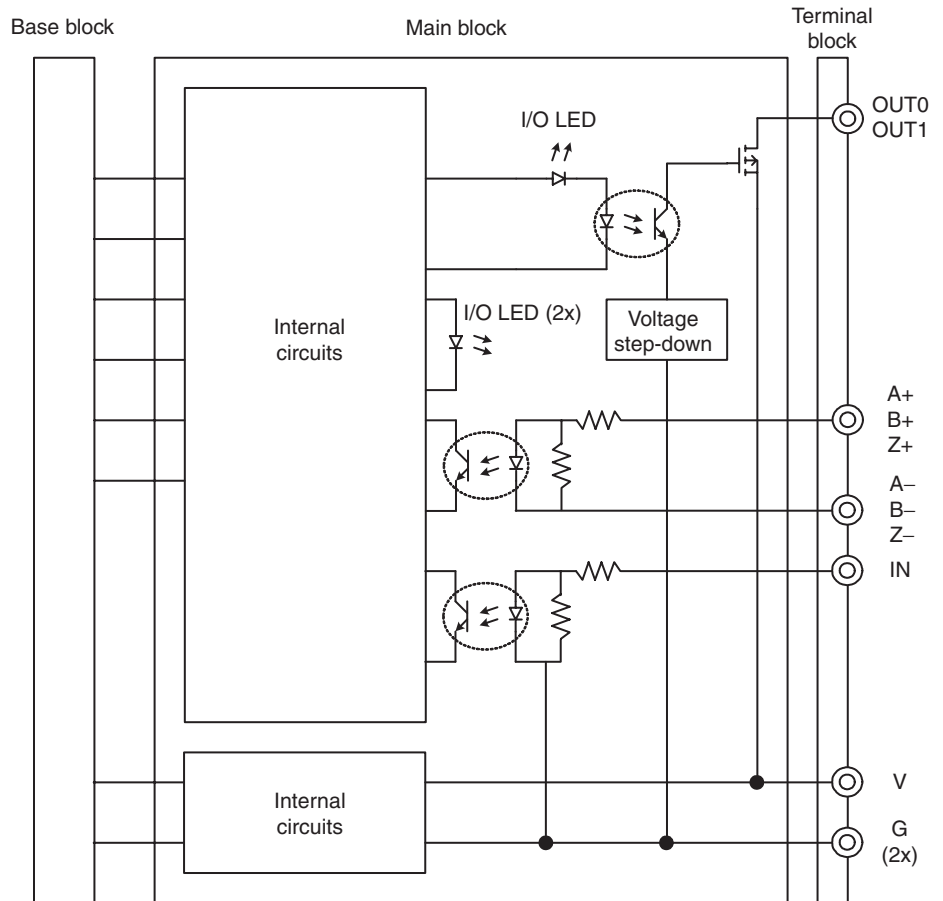 Base block
Main block
Terminal
block
OUT0
OUT1
I/O LED
I/O LED (2x)
Internal
circuits
Voltage
step-down
A+
B+
Z+
A–
B–
Z–
IN
Internal
circuits
V
G
(2x)